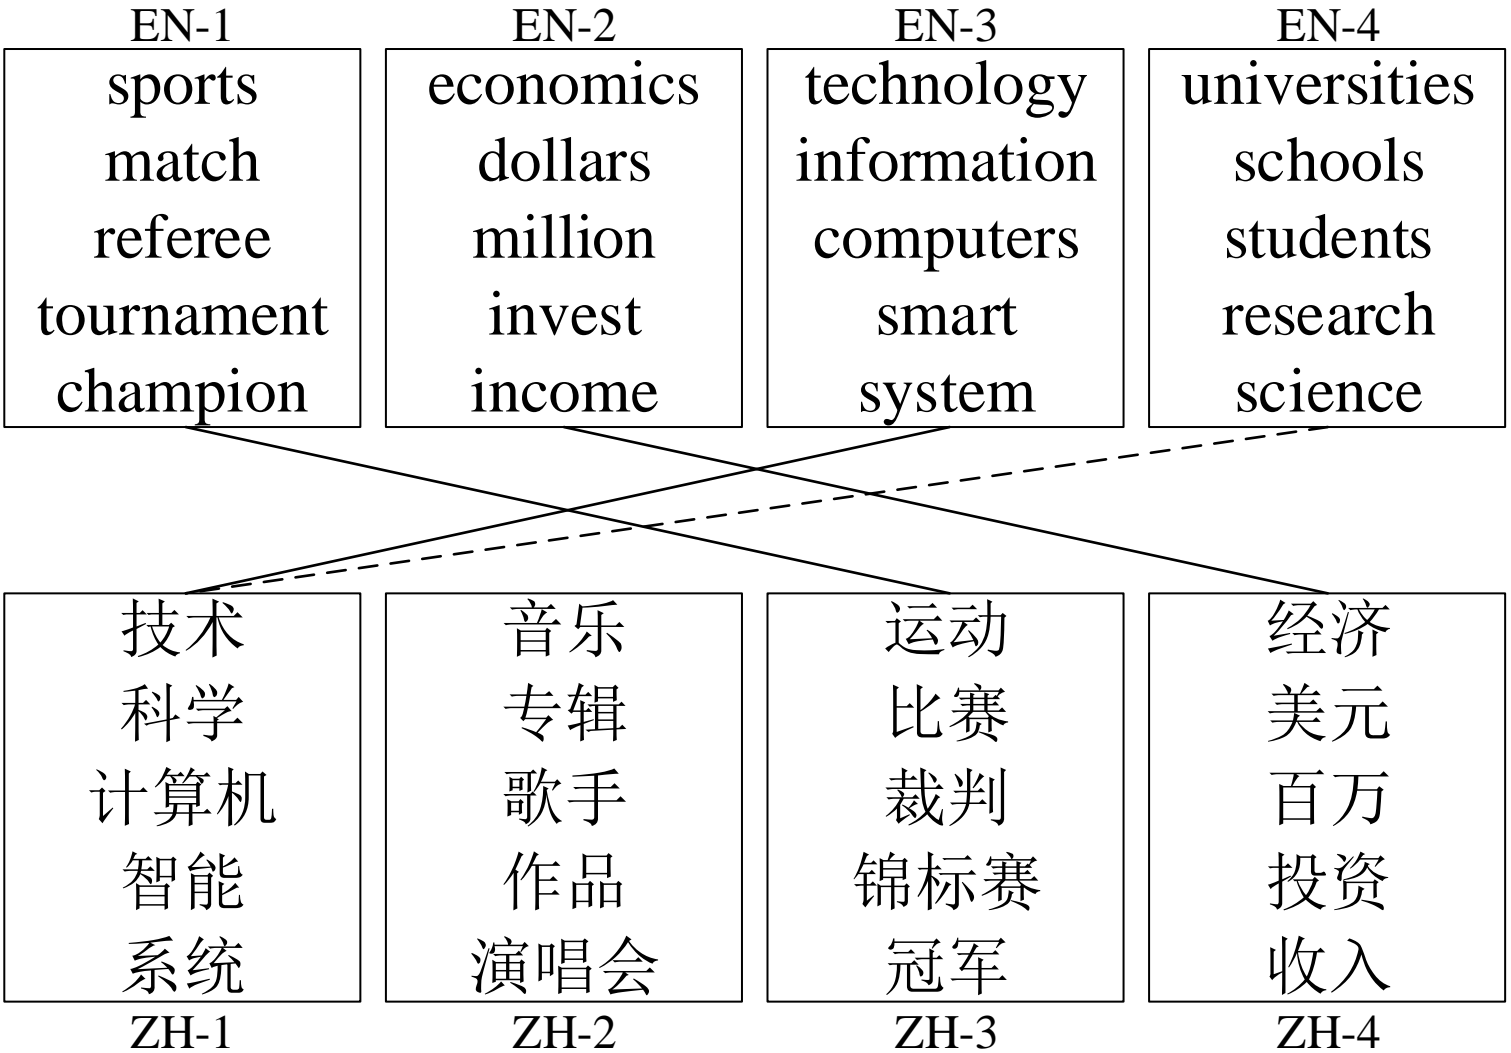 EN-1
sports
match
referee
tournament
champion
EN-2
economics
dollars
million
invest
income
EN-3
technology
information
computers
smart
system
EN-4
universities
schools
students
research
science
技术
科学
计算机
智能
系统
ZH-1
音乐
专辑
歌手
作品
演唱会
ZH-2
运动
比赛
裁判
锦标赛
冠军
ZH-3
经济
美元
百万
投资
收入
ZH-4